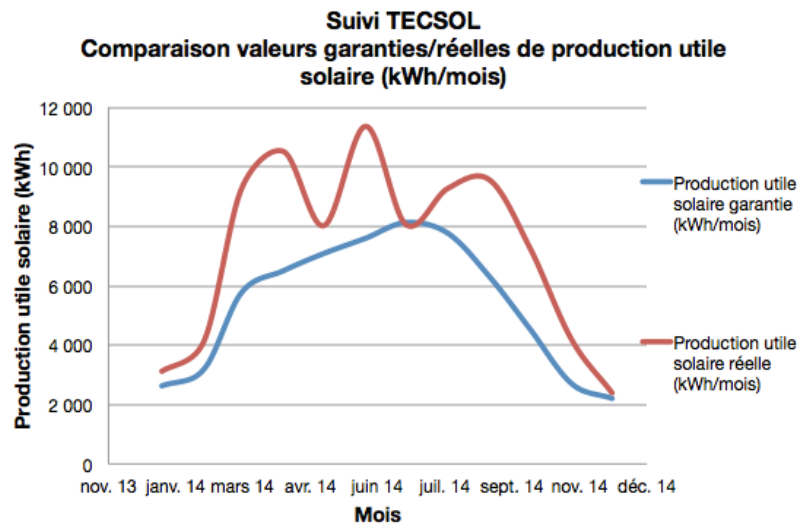 Suivi TECSOL
Comparaison valeurs garanties/réelles de production utile
solaire (kWh/mois)
12 000
10 000
8 000
6 000
4 000
2 000
0
Production utile solaire (kWh)
nov. 13 janv. 14 mars 14 avr. 14 juin 14 juil. 14 sept. 14 nov. 14 déc. 14
Mois
Production utile
solaire garantie
(kWh/mois)
Production utile
solaire réelle
(kWh/mois)